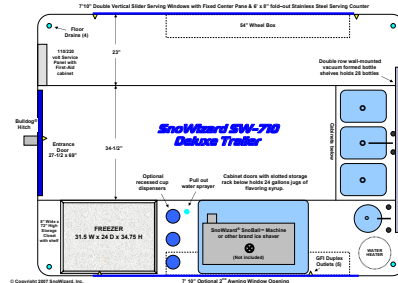 7'10" Double Vertical Slider Serving Windows with Fixed Center Pane & 6' x 8" fold-out Stainless Steel Serving Counter
Floor
Drains (4)
54" Wheel Box
23"
110/220
volt Service
Panel with
First-Aid
cabinet
Double row wall-mounted
vacuum formed bottle
shelves holds 28 bottles
Bulldog®
Hitch
SnoWizard SW-710
Deluxe Trailer
Cabinets below
Entrance
Door
27-1/2 x 69"
34-1/2"
Optional
recessed cup
dispensers
Pull out
water sprayer
Cabinet doors with slotted storage
rack below holds 24 gallons jugs of
flavoring syrup.
8" Wide x
72" High
Storage
Closet
with shelf
FREEZER
31.5 W x 24 D x 34.75 H
SnoWizard® SnoBall™ Machine
or other brand ice shaver
(Not included)
WATER
HEATER
GFI Duplex
Outlets (5)
© Copyright 2007 SnoWizard, Inc.
7' 10" Optional 2nd Awning Window Opening